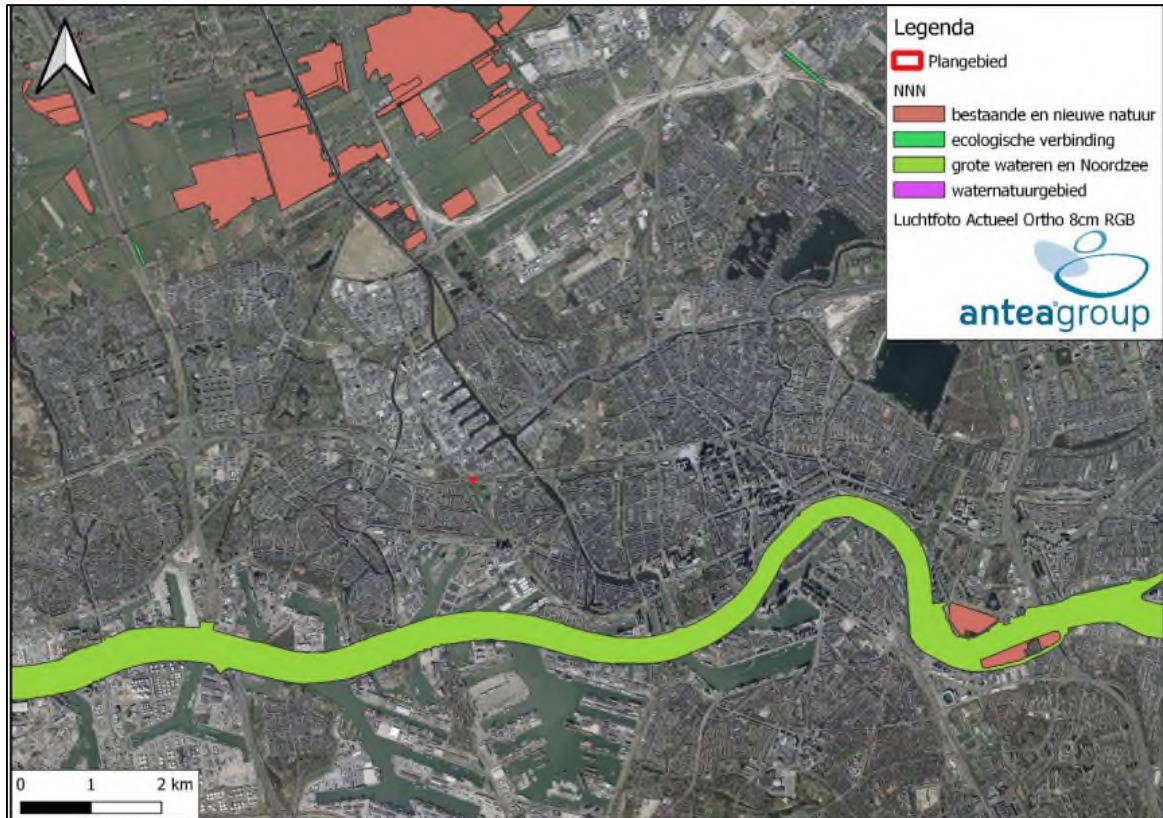 Legenda
Plangebied
NNN
bestaande en nieuwe natuur
ecologische verbinding
grote wateren en Noordzee
waternatuurgebied
Luchtfoto Actueel Ortho 8cm RGB
anteagroup
0 1 2 km